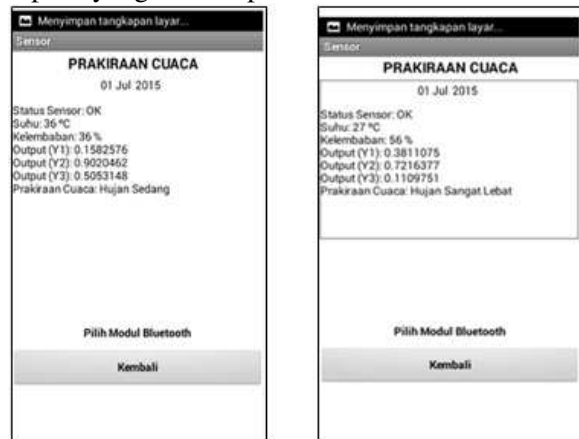 Menyimpan tangkapan layar...
Sensor
PRAKIRAAN CUACA
01 Jul 2015
Status Sensor: OK
Suhu: 36 °C
Kelembaban: 36 %
Output (Y1): 0.1582576
Output (Y2): 0.9020462
Output (Y3): 0.5053148
Prakiraan Cuaca: Hujan Sedang
Pilih Modul Bluetooth
Kembali
Menyimpan tangkapan layar...
Sensor
PRAKIRAAN CUACA
01 Jul 2015
Status Sensor: OK
Suhu: 27 °C
Kelembaban: 56 %
Output (Y1): 0.3811075
Output (Y2): 0.7216377
Output (Y3): 0.1109751
Prakiraan Cuaca: Hujan Sangat Lebat
Pilih Modul Bluetooth
Kembali